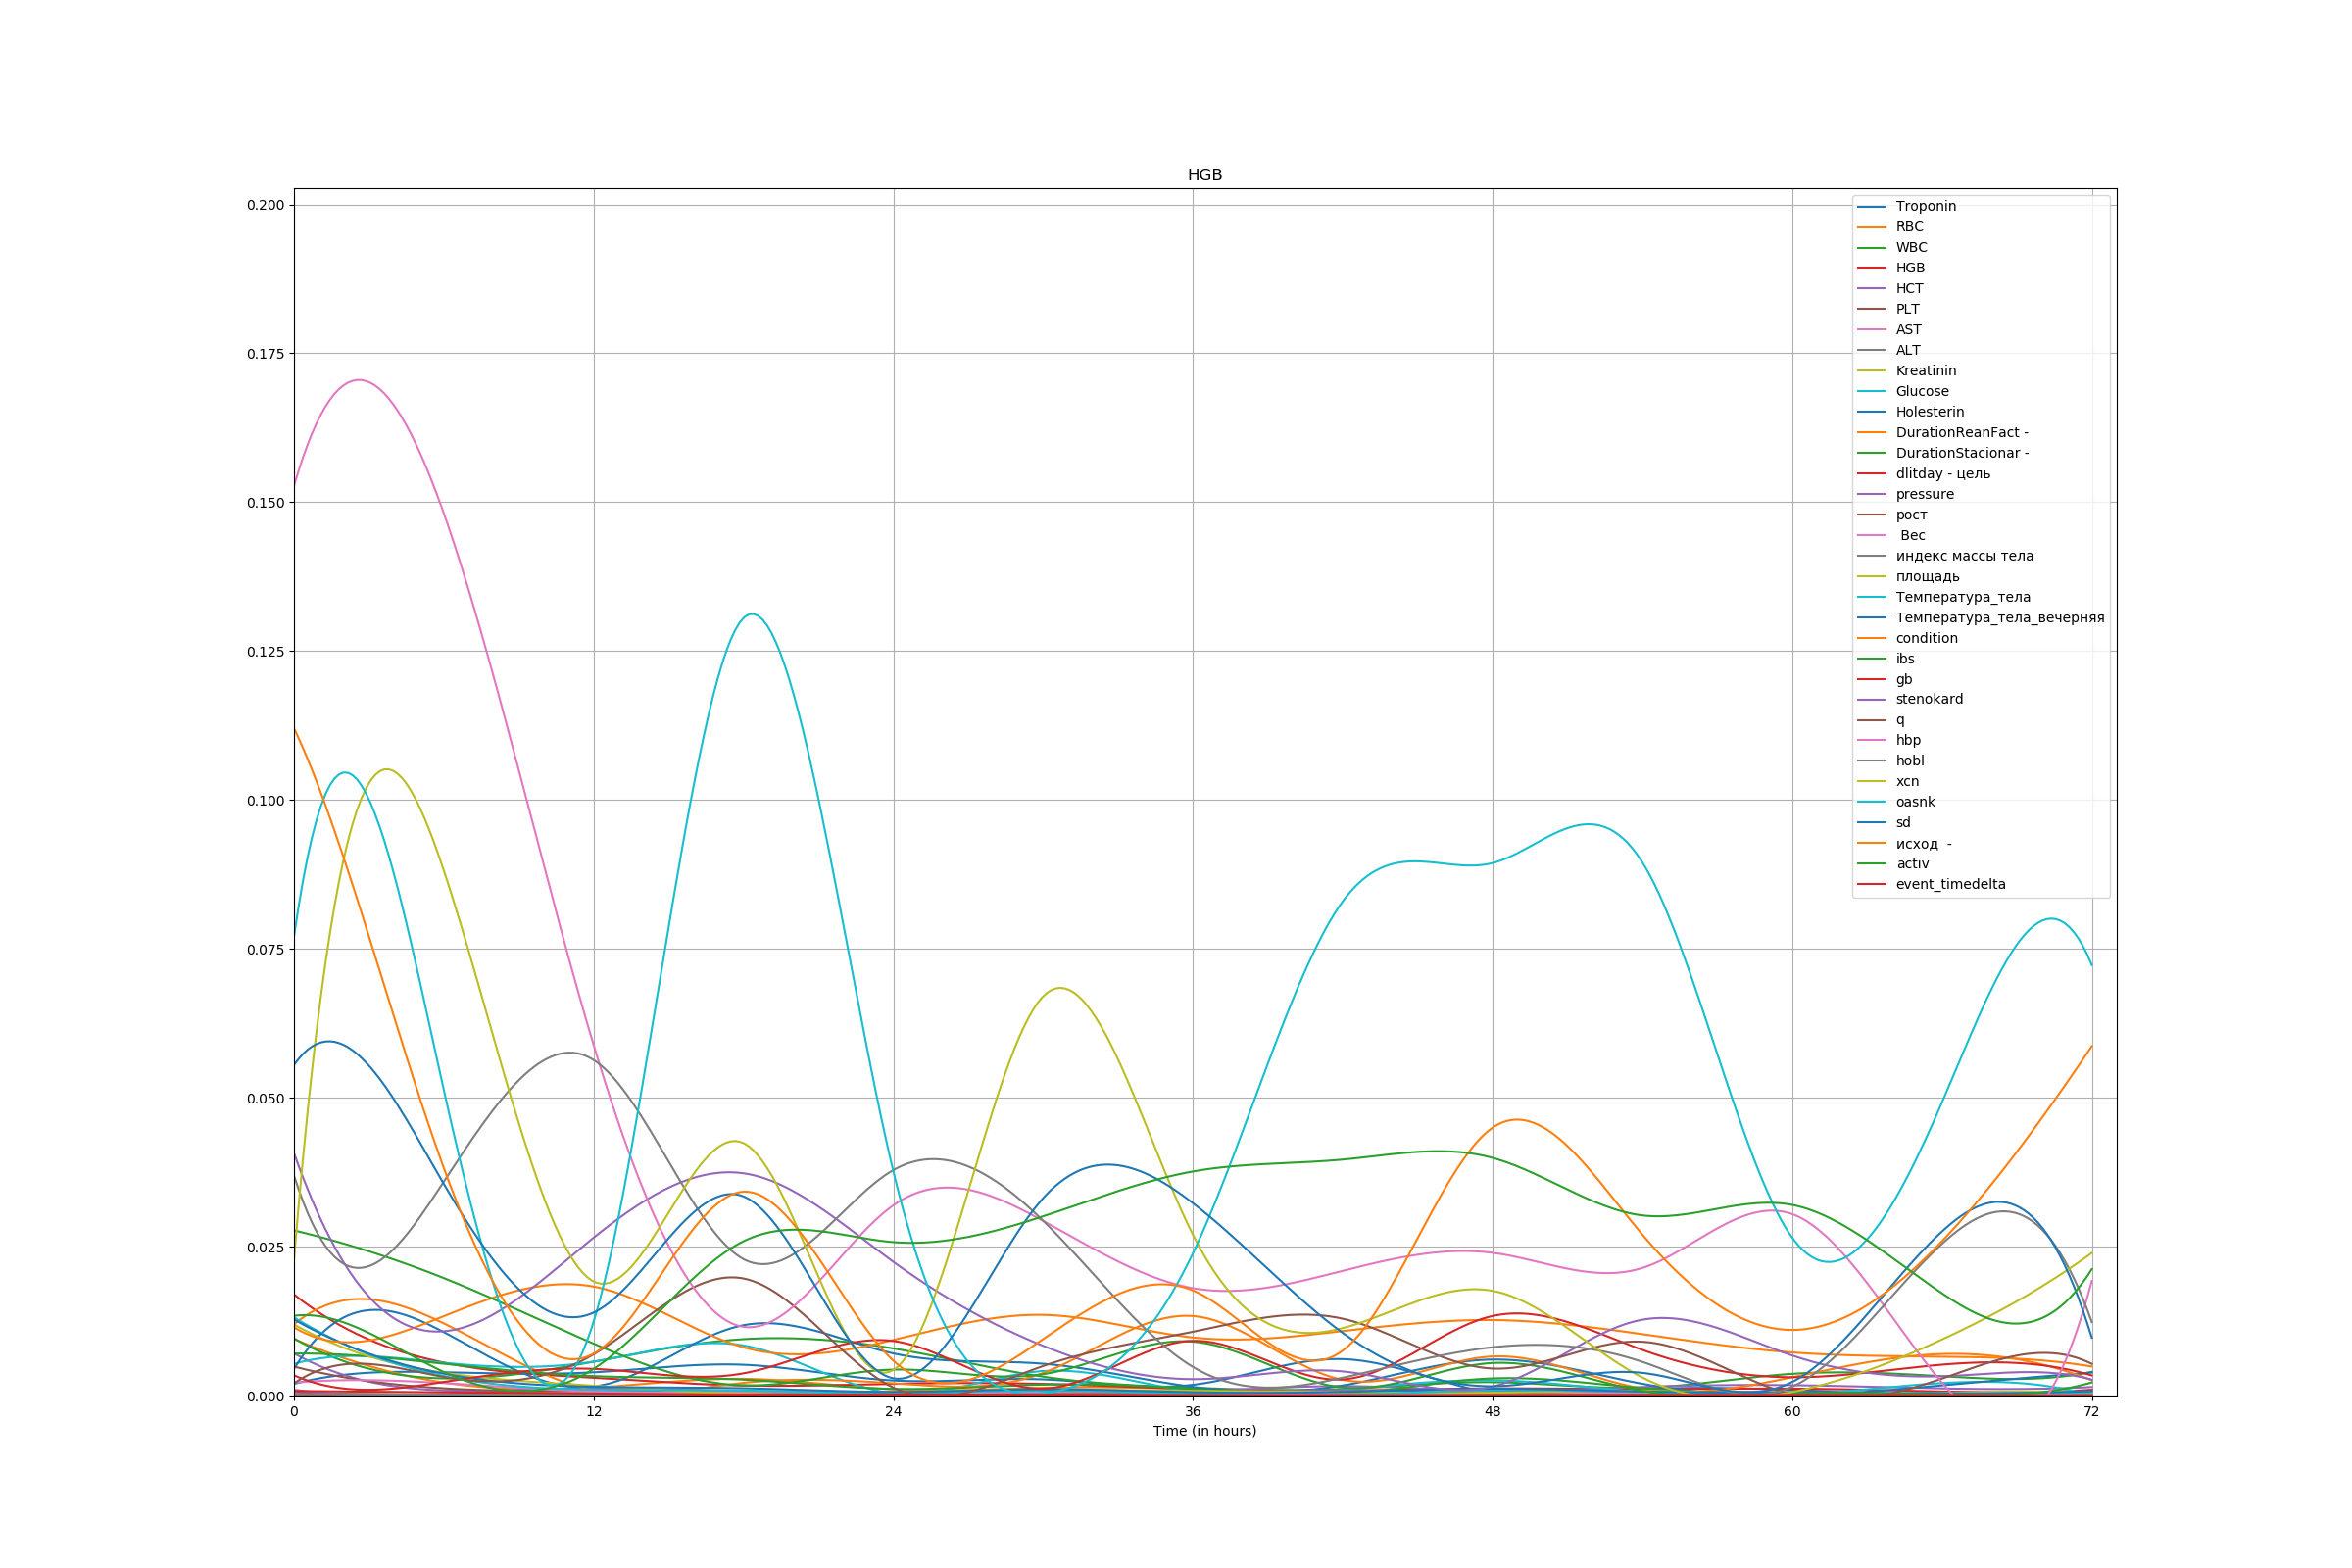 HGB
0.200
0.175
0.150
0.125
0.100
0.075
0.050
0.025
0.000
0 12 24 36 48 60 72
Time (in hours)
Troponin
RBC
WBC
HGB
HCT
PLT
AST
ALT
Kreatinin
Glucose
Holesterin
DurationReanFact -
DurationStacionar -
dlitday - цель
pressure
рост
Вес
индекс массы тела
площадь
Температура_тела
Температура_тела_вечерняя
condition
ibs
gb
stenokard
q
hbp
hobl
xcn
oasnk
sd
исход  -
activ
event_timedelta